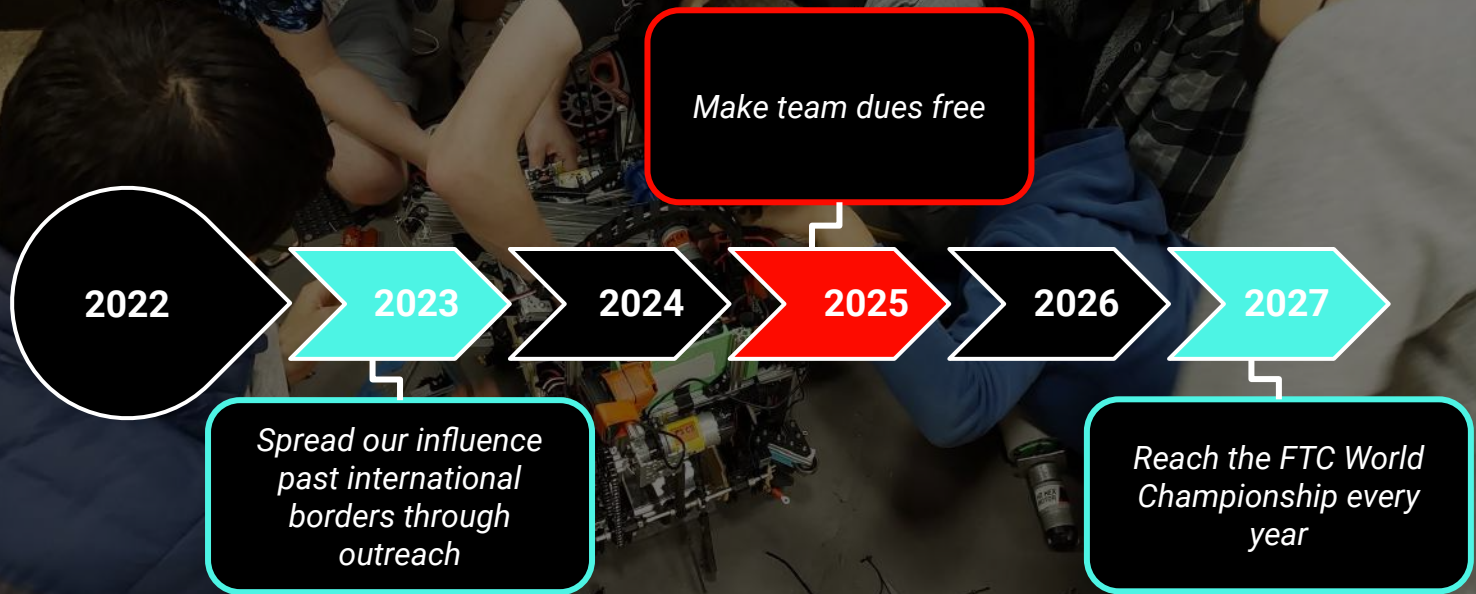 Make team dues free
2022
2023
2024
2025
2026
2027
Spread our influence
past international
borders through
outreach
Reach the FTC World
Championship every
year